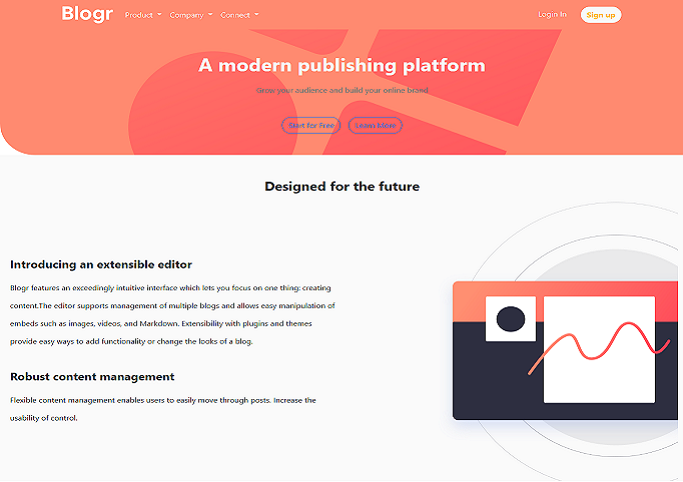 Blogr Product Company Connect Login In Sign up
A modern publishing platform
Grow your audience and build your online brand
Start for Free Learn More
Designed for the future
Introducing an extensible editor
Blogr features an exceedingly intuitive interface which lets you focus on one thing: creating
content.The editor supports management of multiple blogs and allows easy manipulation of
embeds such as images, videos, and Markdown. Extensibility with plugins and themes
provide easy ways to add functionality or change the looks of a blog.
Robust content management
Flexible content management enables users to easily move through posts. Increase the
usability of control.